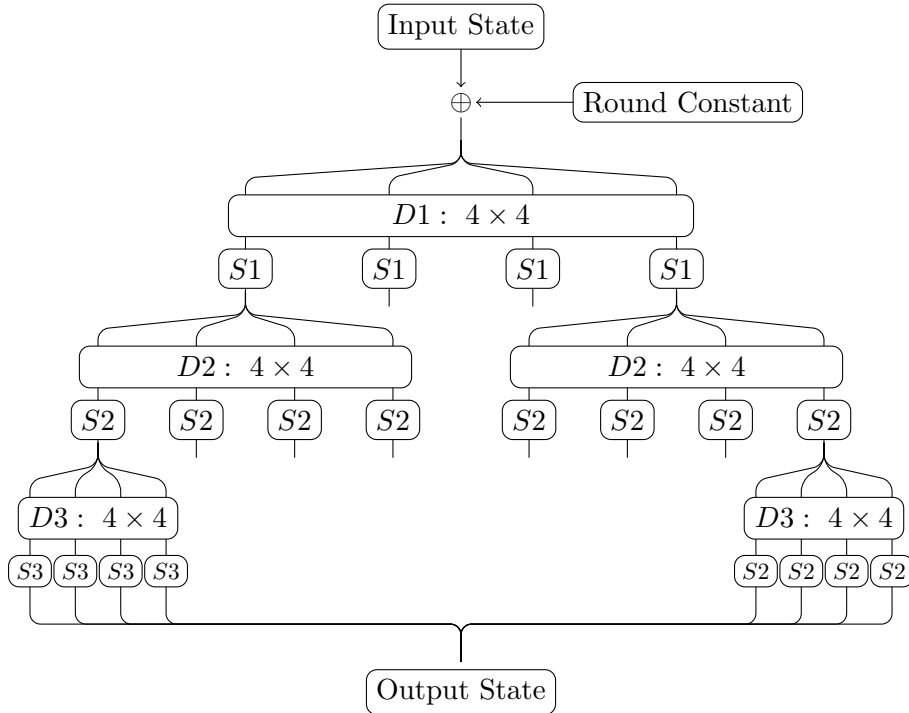 Input State
⊕ Round Constant
D1 : 4 × 4
S1 S1 S1 S1
D2 : 4 × 4 D2 : 4 × 4
S2 S2 S2 S2 S2 S2 S2 S2
D3 : 4 × 4 D3 : 4 × 4
S3 S3 S3 S3 S2 S2 S2 S2
Output State